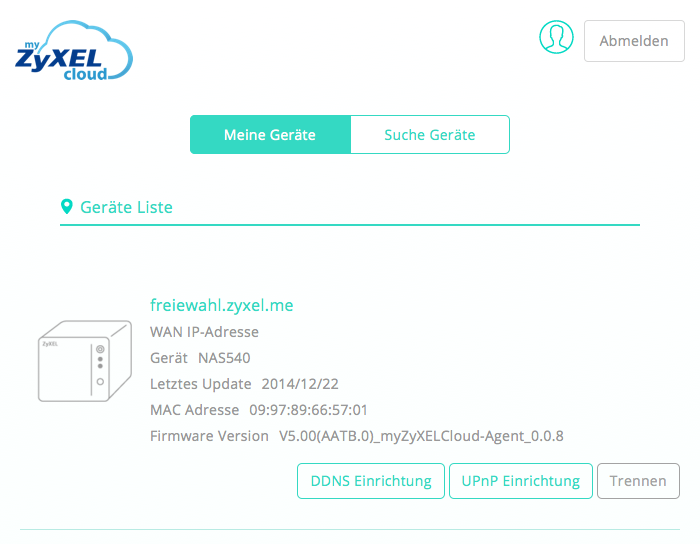 my
ZyXEL
cloud
Abmelden
Meine Geräte
Suche Geräte
Geräte Liste
freiewahl.zyxel.me
WAN IP-Adresse
ZyXEL
Gerät NAS540
Letztes Update 2014/12/22
MAC Adresse 09:97:89:66:57:01
Firmware Version V5.00(AATB.0)_myZyXELCloud-Agent_0.0.8
DDNS Einrichtung
UPnP Einrichtung
Trennen